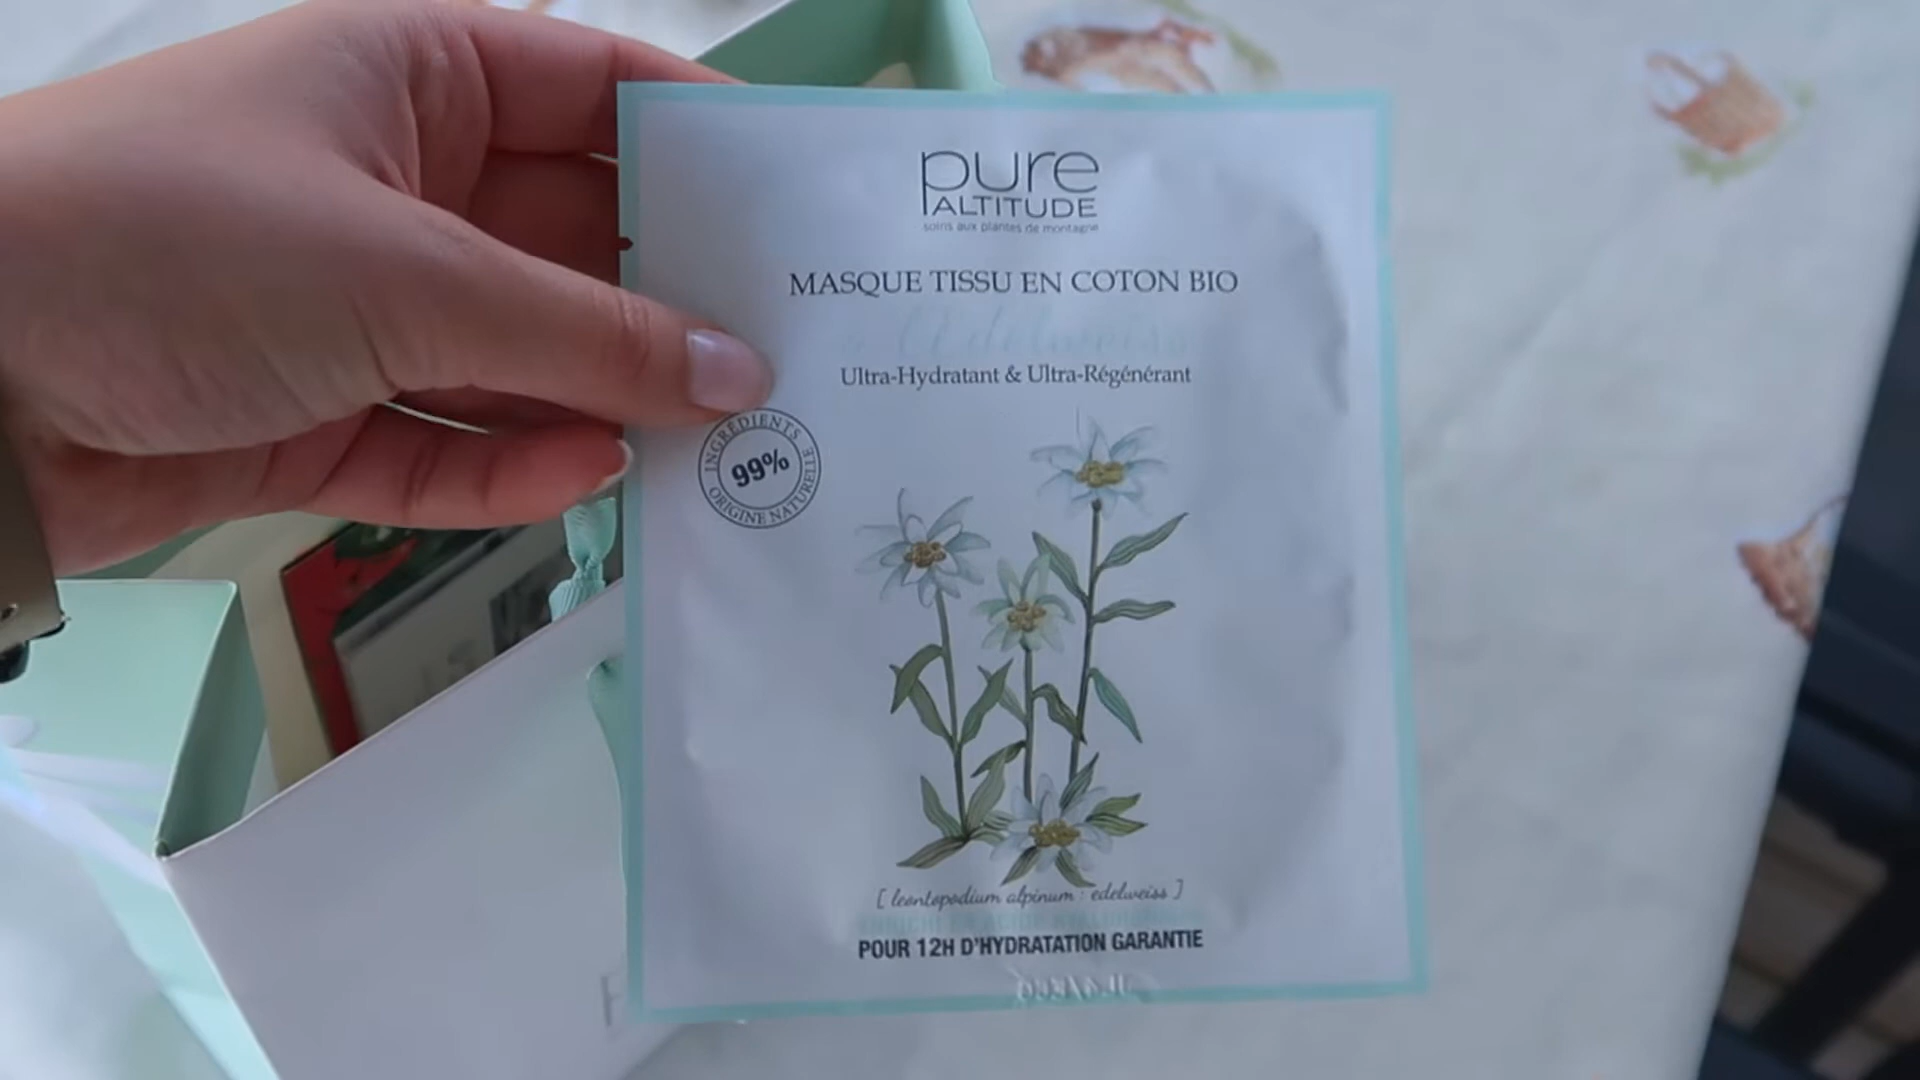 pure
ALTITUDE
soins aux plantes de montagne
MASQUE TISSU EN COTON BIO
à l'Edelweiss
Ultra-Hydratant & Ultra-Régénérant
INGRÉDIENTS
99%
ORIGINE NATURELLE
[ leontopodium alpinum : edelweiss ]
POUR 12H D'HYDRATATION GARANTIE